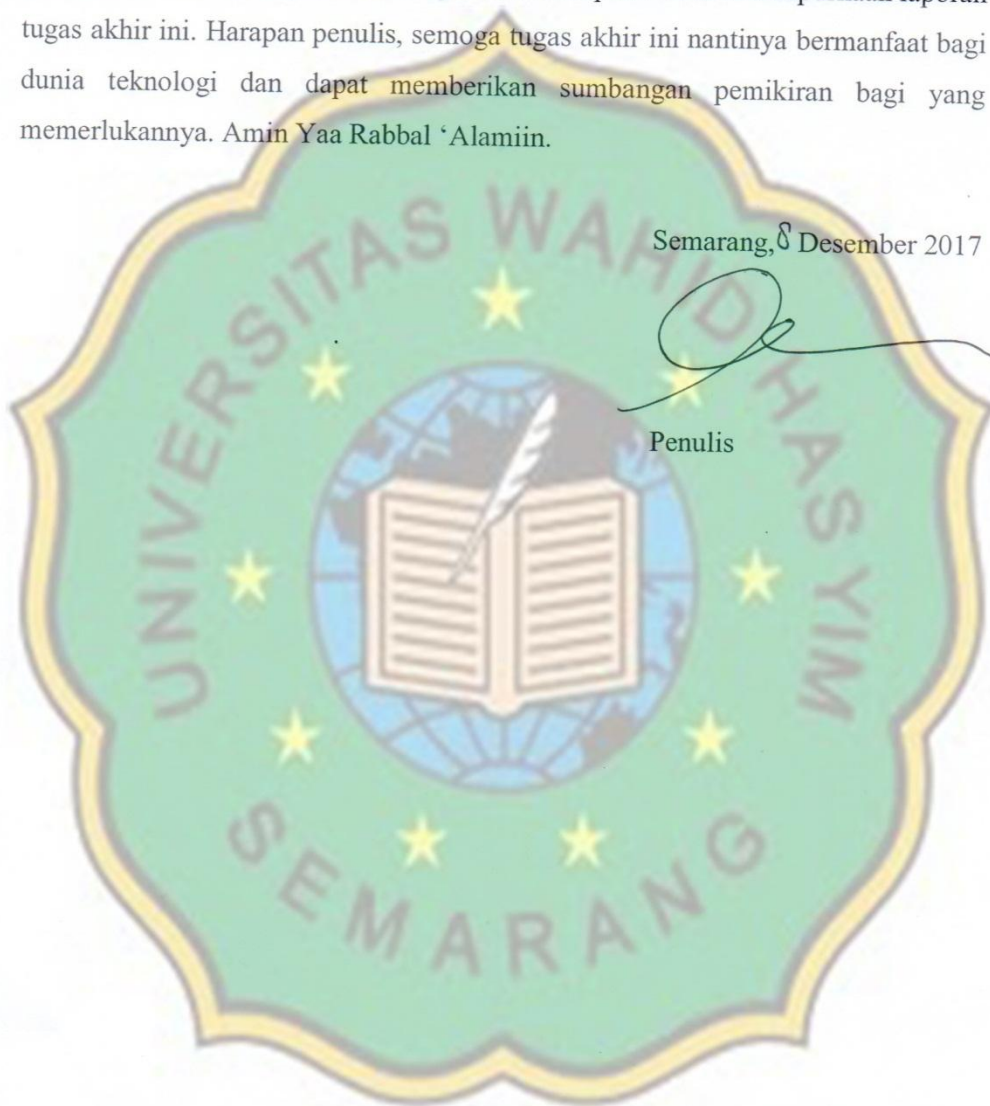 laporan
tugas akhir ini. Harapan penulis, semoga tugas akhir ini nantinya bermanfaat bagi
dunia teknologi dan dapat memberikan sumbangan pemikiran bagi yang
memerlukannya. Amin Yaa Rabbal ‘Alamiin.
Semarang, 8 Desember 2017
Penulis
UNIVERSITAS WAHID HASYIM
SEMARANG